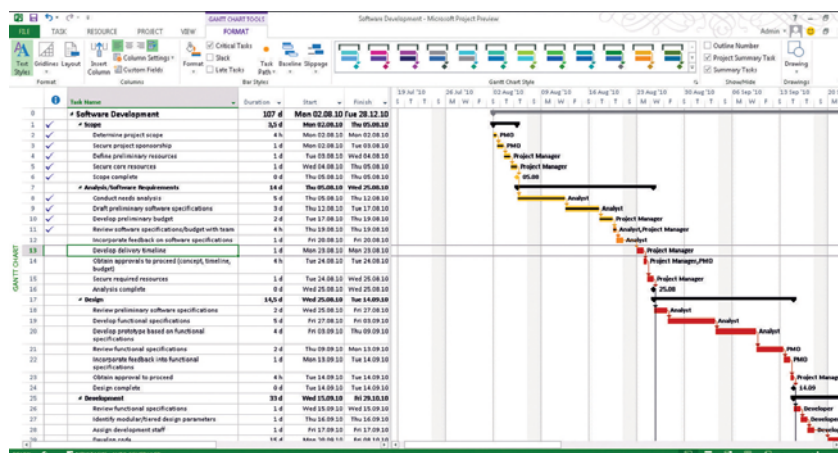 GANTT CHART TOOLS
Software Development - Microsoft Project Preview
FILE TASK RESOURCE PROJECT VIEW FORMAT Admin
Text Styles Gridlines Layout Insert Column Column Settings Custom Fields Format Critical Tasks Slack Late Tasks Task Path Baseline Slippage Outline Number Project Summary Task Summary Tasks Drawing
Format Columns Bar Styles Gantt Chart Style Show/Hide Drawings
Task Name Duration Start Finish 19 Jul '10 26 Jul '10 02 Aug '10 09 Aug '10 16 Aug '10 23 Aug '10 30 Aug '10 06 Sep '10 13 Sep '10
0 Software Development 107 d Mon 02.08.10 Tue 28.12.10
1 Scope 3,5 d Mon 02.08.10 Thu 05.08.10
2 Determine project scope 4 h Mon 02.08.10 Mon 02.08.10 PMO
3 Secure project sponsorship 1 d Mon 02.08.10 Tue 03.08.10 PMO
4 Define preliminary resources 1 d Tue 03.08.10 Wed 04.08.10 Project Manager
5 Secure core resources 1 d Wed 04.08.10 Thu 05.08.10 Project Manager
6 Scope complete 0 d Thu 05.08.10 Thu 05.08.10 05.08
7 Analysis/Software Requirements 14 d Thu 05.08.10 Wed 25.08.10
8 Conduct needs analysis 5 d Thu 05.08.10 Thu 12.08.10 Analyst
9 Draft preliminary software specifications 3 d Thu 12.08.10 Tue 17.08.10 Analyst
10 Develop preliminary budget 2 d Tue 17.08.10 Thu 19.08.10 Project Manager
11 Review software specifications/budget with team 4 h Thu 19.08.10 Thu 19.08.10 Analyst,Project Manager
12 Incorporate feedback on software specifications 1 d Fri 20.08.10 Fri 20.08.10 Analyst
13 Develop delivery timeline 1 d Mon 23.08.10 Mon 23.08.10 Project Manager
14 Obtain approvals to proceed (concept, timeline, budget) 4 h Tue 24.08.10 Tue 24.08.10 Project Manager,PMO
15 Secure required resources 1 d Tue 24.08.10 Wed 25.08.10 Project Manager
16 Analysis complete 0 d Wed 25.08.10 Wed 25.08.10 25.08
17 Design 14,5 d Wed 25.08.10 Tue 14.09.10
18 Review preliminary software specifications 2 d Wed 25.08.10 Fri 27.08.10 Analyst
19 Develop functional specifications 5 d Fri 27.08.10 Fri 03.09.10 Analyst
20 Develop prototype based on functional specifications 4 d Fri 03.09.10 Thu 09.09.10 Analyst
21 Review functional specifications 2 d Thu 09.09.10 Mon 13.09.10 PMO
22 Incorporate feedback into functional specifications 1 d Mon 13.09.10 Tue 14.09.10 PMO
23 Obtain approval to proceed 4 h Tue 14.09.10 Tue 14.09.10 Project Manag
24 Design complete 0 d Tue 14.09.10 Tue 14.09.10 14.09
25 Development 33 d Wed 15.09.10 Fri 29.10.10
26 Review functional specifications 1 d Wed 15.09.10 Wed 15.09.10 Developer
27 Identify modular/tiered design parameters 1 d Thu 16.09.10 Thu 16.09.10 Develope
28 Assign development staff 1 d Fri 17.09.10 Fri 17.09.10 Develo
29 Develop code 15 d Mon 20.09.10 Fri 08.10.10
GANTT CHART